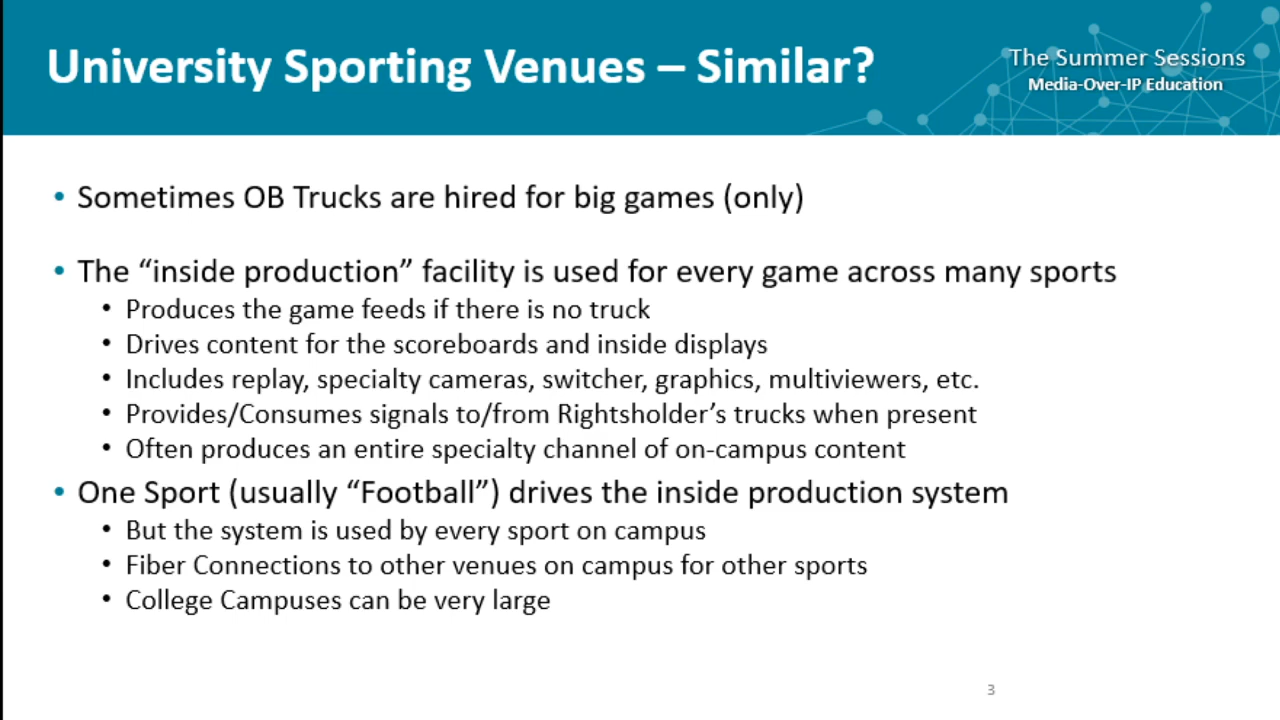 University Sporting Venues – Similar?
The Summer Sessions
Media-Over-IP Education
• Sometimes OB Trucks are hired for big games (only)
• The “inside production” facility is used for every game across many sports
• Produces the game feeds if there is no truck
• Drives content for the scoreboards and inside displays
• Includes replay, specialty cameras, switcher, graphics, multiviewers, etc.
• Provides/Consumes signals to/from Rightsholder’s trucks when present
• Often produces an entire specialty channel of on-campus content
• One Sport (usually “Football”) drives the inside production system
• But the system is used by every sport on campus
• Fiber Connections to other venues on campus for other sports
• College Campuses can be very large
3